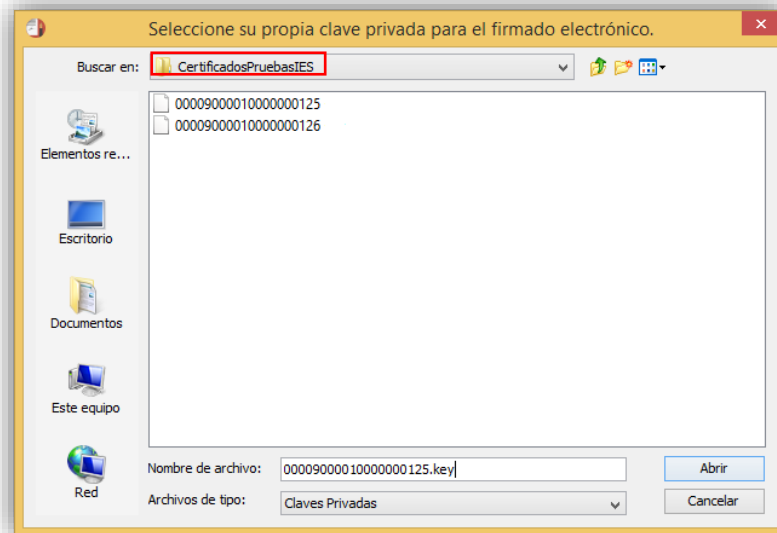 Seleccione su propia clave privada para el firmado electrónico.
Buscar en:
CertificadosPruebasIES
00009000010000000125
00009000010000000126
Elementos re...
Escritorio
Documentos
Este equipo
Red
Nombre de archivo:
00009000010000000125.key
Abrir
Archivos de tipo:
Claves Privadas
Cancelar